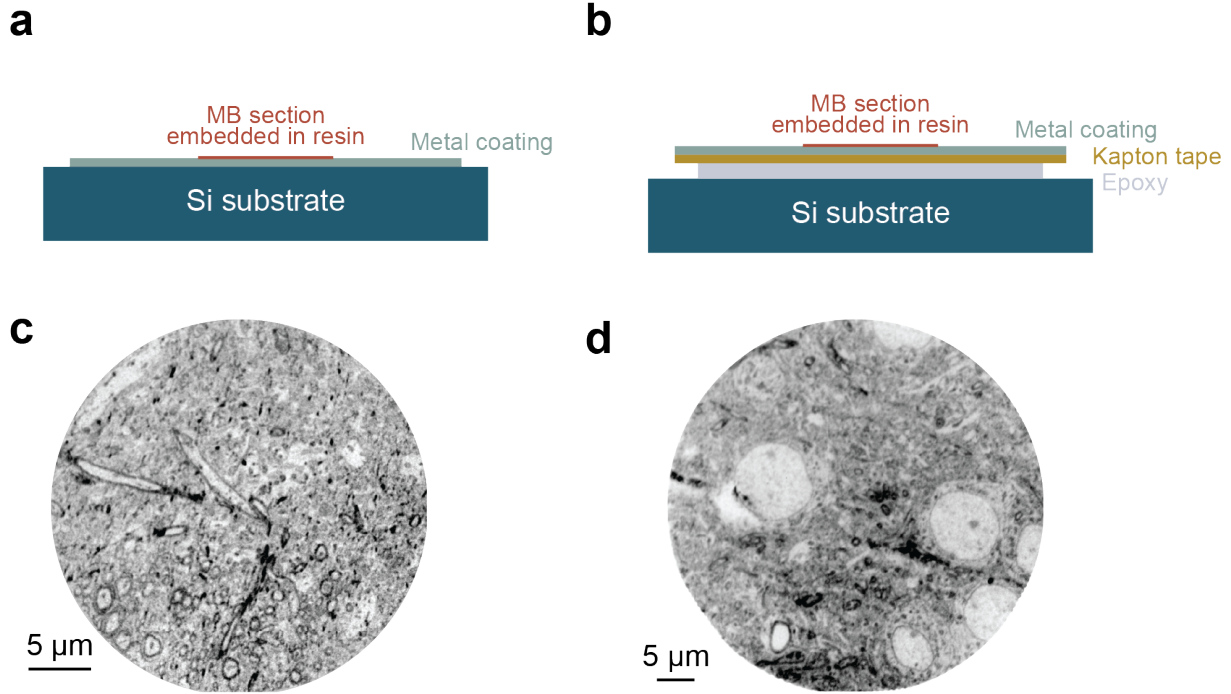 a
MB section
embedded in resin
Metal coating
Si substrate
b
MB section
embedded in resin
Metal coating
Kapton tape
Epoxy
Si substrate
c
5 µm
d
5 µm